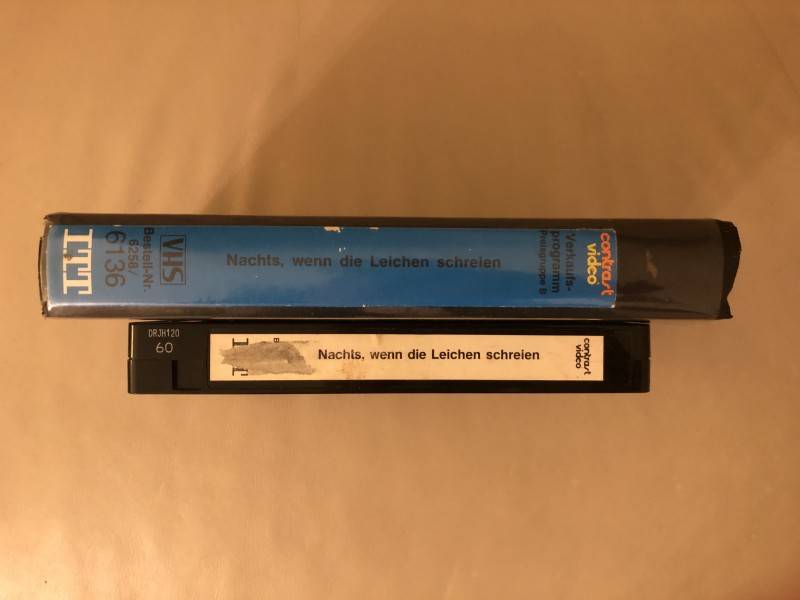 ITT
Bestell-Nr.
6258/
6136
VHS
Nachts, wenn die Leichen schreien
Verkaufs-
programm
Preisgruppe B
contrast
video
DRJH120
60
Nachts, wenn die Leichen schreien
contrast
video